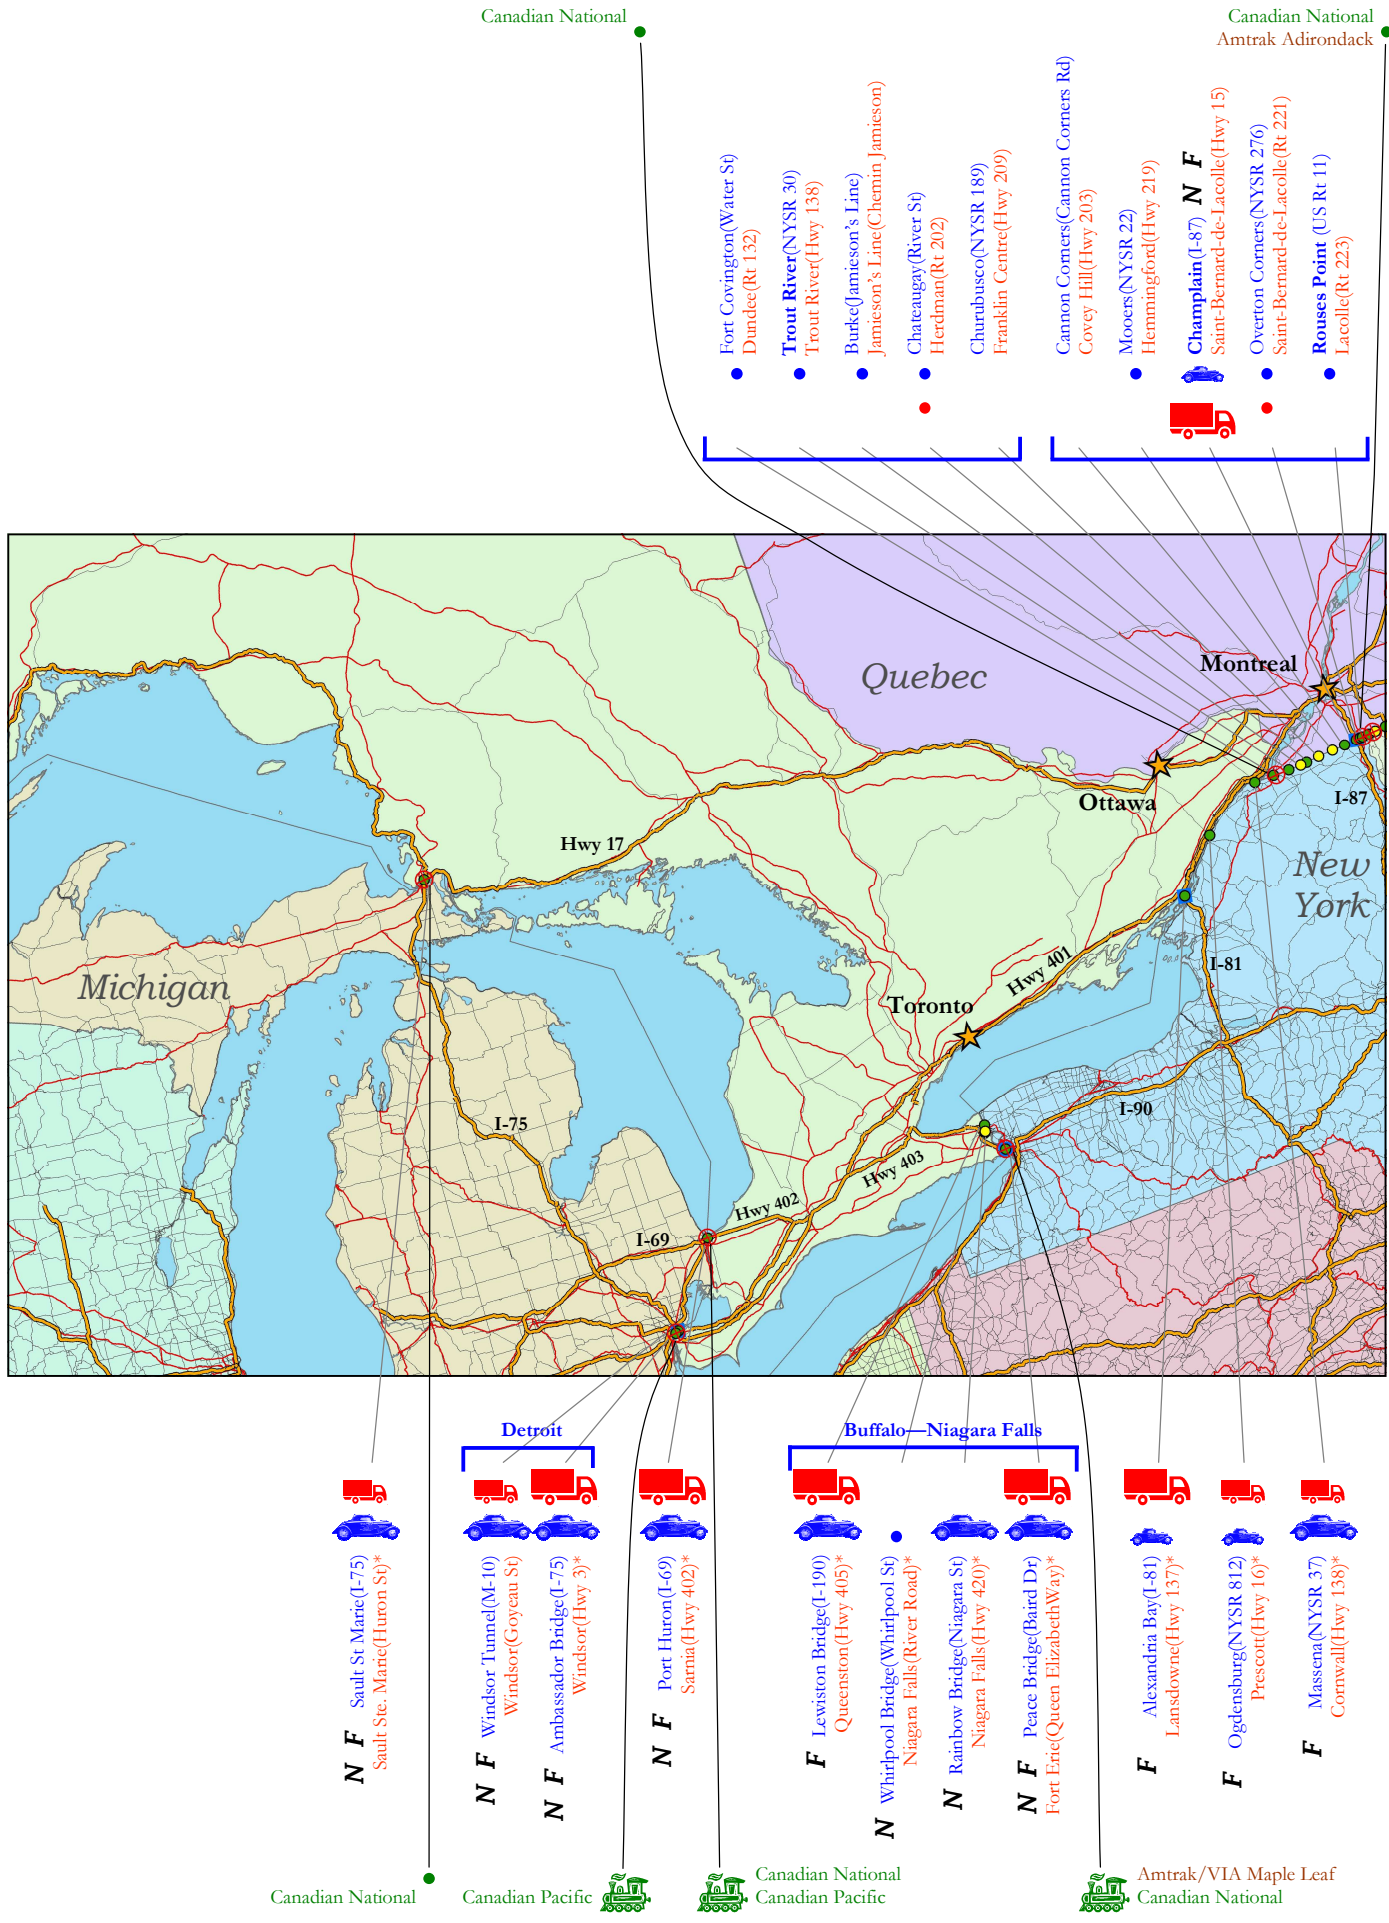 Canadian National
Canadian National
Amtrak Adirondack
Fort Covington(Water St)
Dundee(Rt 132)
Trout River(NYSR 30)
Trout River(Hwy 138)
Burke(Jamieson's Line)
Jamieson's Line(Chemin Jamieson)
Chateaugay(River St)
Herdman(Rt 202)
Churubusco(NYSR 189)
Franklin Centre(Hwy 209)
Cannon Corners(Cannon Corners Rd)
Covey Hill(Hwy 203)
Mooers(NYSR 22)
Hemmingford(Hwy 219)
Champlain(I-87) N F
Saint-Bernard-de-Lacolle(Hwy 15)
Overton Corners(NYSR 276)
Saint-Bernard-de-Lacolle(Rt 221)
Rouses Point (US Rt 11)
Lacolle(Rt 223)
Quebec
Montreal
Ottawa
I-87
Hwy 17
New
York
Michigan
Hwy 401
I-81
Toronto
I-75
I-90
Hwy 403
Hwy 402
I-69
Detroit
Buffalo—Niagara Falls
N F Sault St Marie(I-75)
Sault Ste. Marie(Huron St)*
N F Windsor Tunnel(M-10)
Windsor(Goyeau St)
N F Ambassador Bridge(I-75)
Windsor(Hwy 3)*
N F Port Huron(I-69)
Sarnia(Hwy 402)*
F Lewiston Bridge(I-190)
Queenston(Hwy 405)*
N Whirlpool Bridge(Whirlpool St)
Niagara Falls(River Road)*
N Rainbow Bridge(Niagara St)
Niagara Falls(Hwy 420)*
N F Peace Bridge(Baird Dr)
Fort Erie(Queen ElizabethWay)*
F Alexandria Bay(I-81)
Lansdowne(Hwy 137)*
F Ogdensburg(NYSR 812)
Prescott(Hwy 16)*
F Massena(NYSR 37)
Cornwall(Hwy 138)*
Canadian National
Canadian Pacific
Canadian National
Canadian Pacific
Amtrak/VIA Maple Leaf
Canadian National